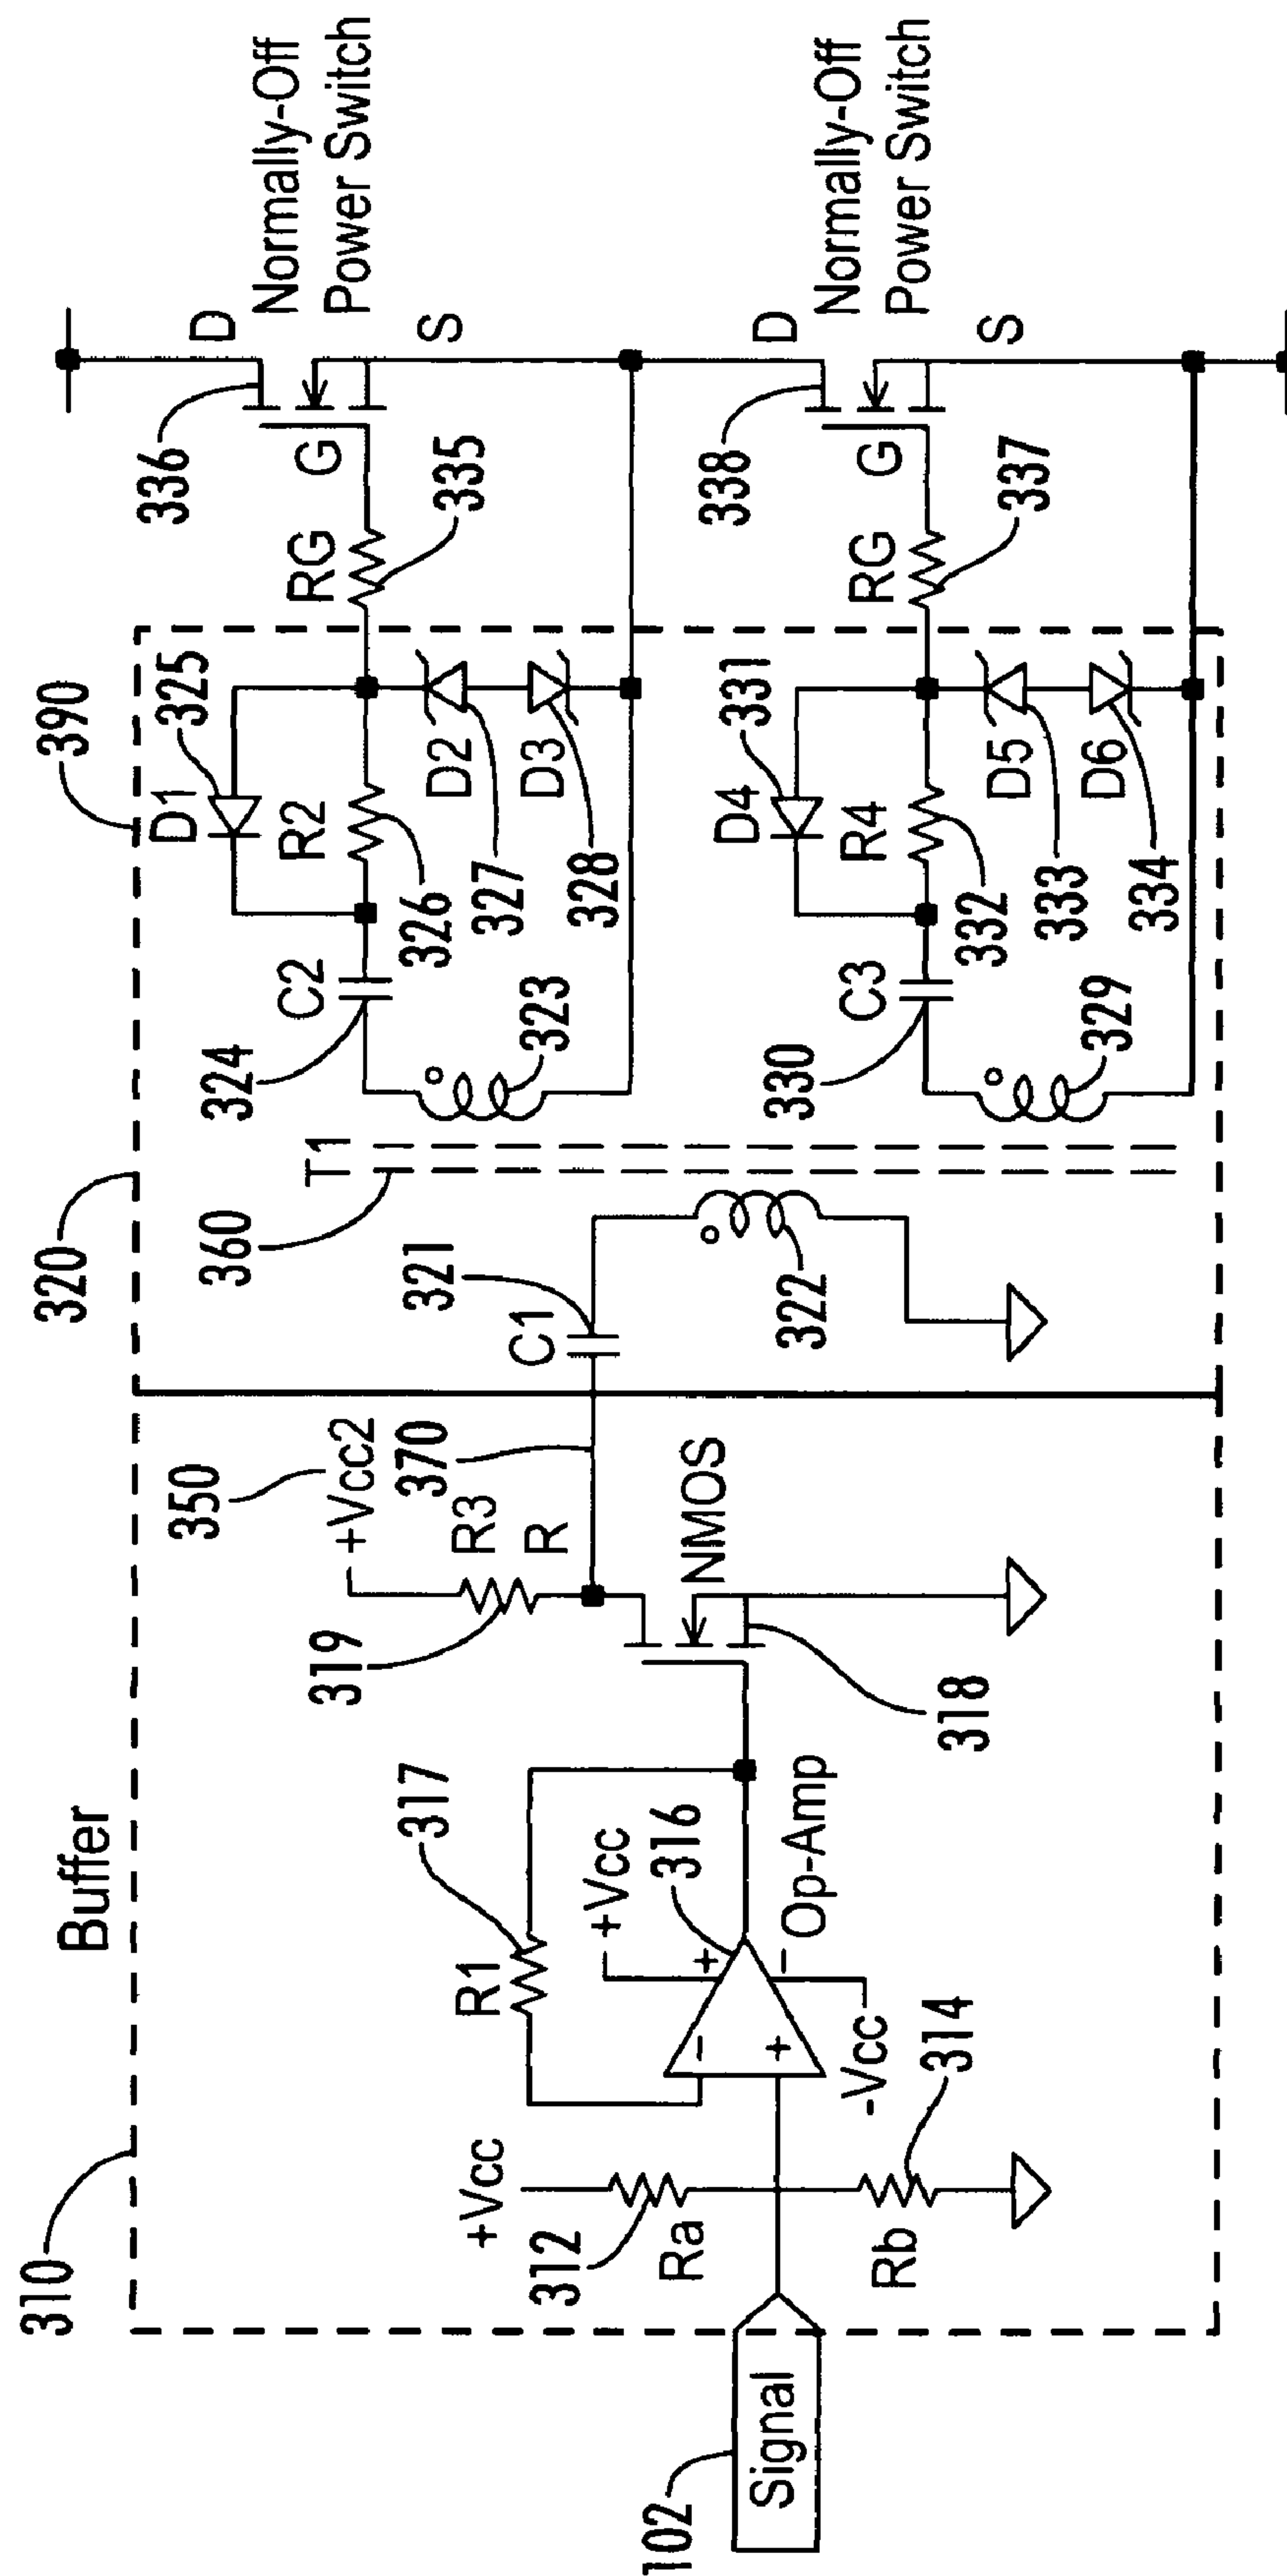 Buffer
310
102
Signal
+Vcc
312
Ra
Rb
314
R1
317
+Vcc
316
-
+
+
-
Op-Amp
-Vcc
350
+Vcc2
319
R3
R
370
NMOS
318
320
390
360
T1
321
C1
322
324
C2
323
D1
325
R2
326
D2
327
D3
328
RG
335
336
D
G
S
Normally-Off
Power Switch
330
C3
329
D4
331
R4
332
D5
333
D6
334
RG
337
338
D
G
S
Normally-Off
Power Switch